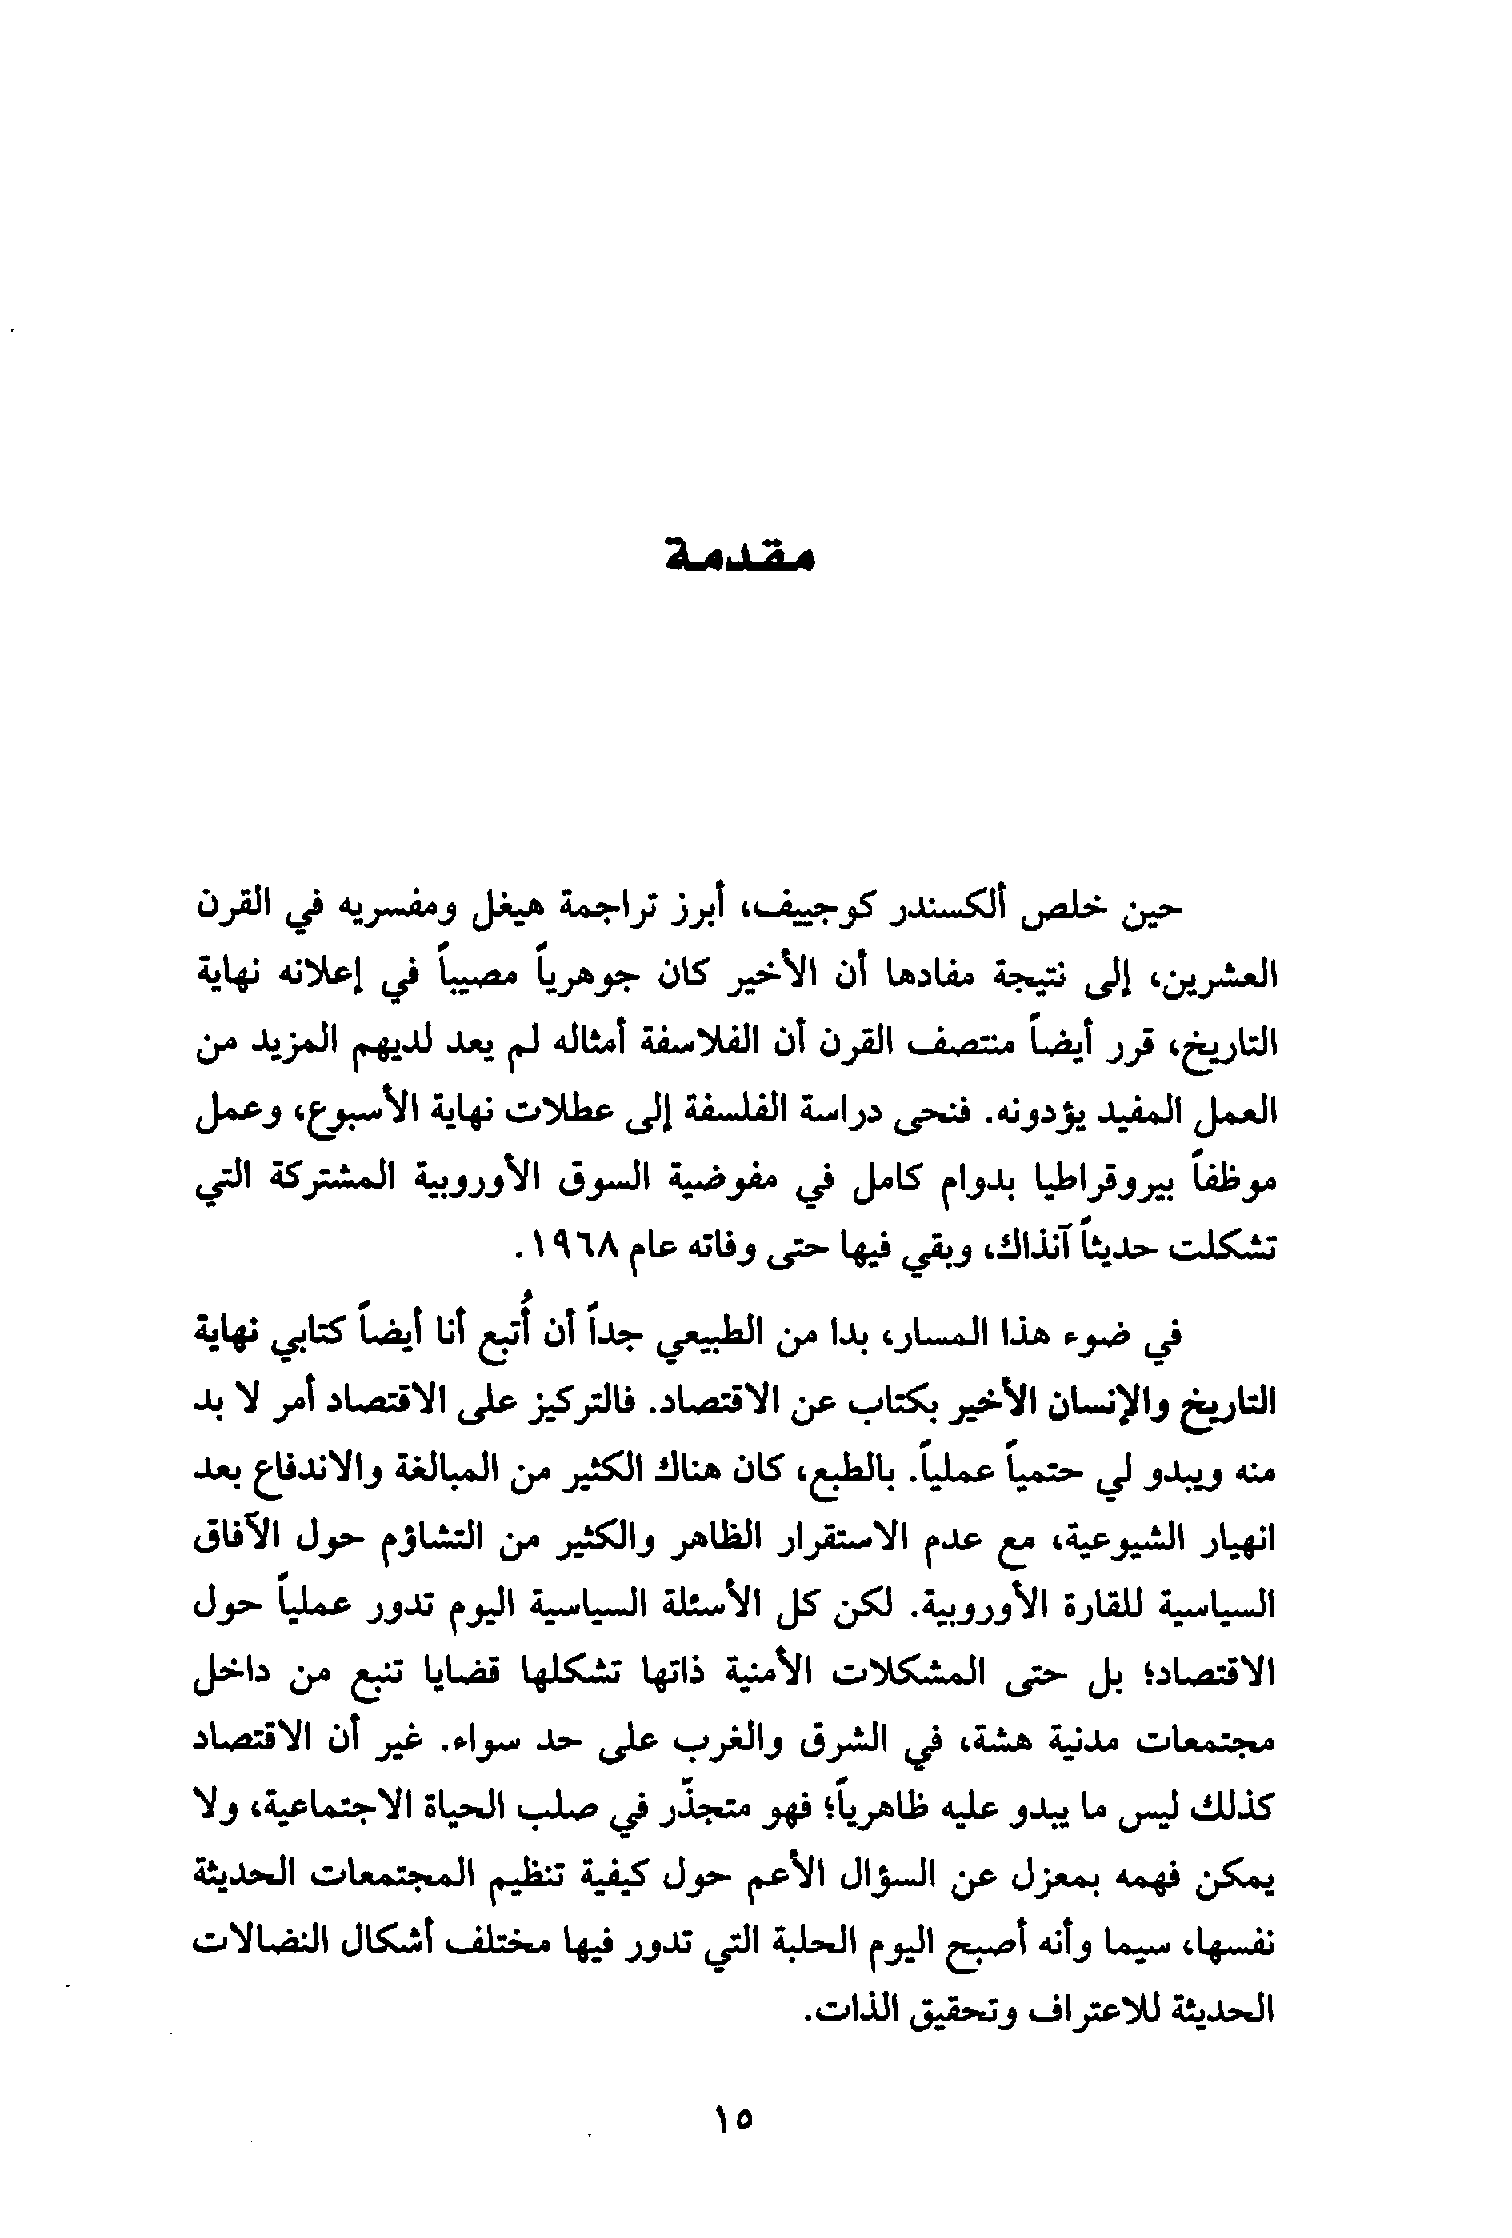 مقدمة
حين خلص ألكسندر كوجييف، أبرز تراجمة هيغل ومفسريه في القرن
العشرين، إلى نتيجة مفادها أن الأخير كان جوهرياً مصيباً في إعلانه نهاية
التاريخ، قرر أيضاً منتصف القرن أن الفلاسفة أمثاله لم يعد لديهم المزيد من
العمل المفيد يؤدونه. فنحى دراسة الفلسفة إلى عطلات نهاية الأسبوع، وعمل
موظفاً بيروقراطيا بدوام كامل في مفوضية السوق الأوروبية المشتركة التي
تشكلت حديثاً آنذاك، وبقي فيها حتى وفاته عام ١٩٦٨.
في ضوء هذا المسار، بدا من الطبيعي جداً أن أُتبع أنا أيضاً كتابي نهاية
التاريخ والإنسان الأخير بكتاب عن الاقتصاد. فالتركيز على الاقتصاد أمر لا بد
منه ويبدو لي حتمياً عملياً. بالطبع، كان هناك الكثير من المبالغة والاندفاع بعد
انهيار الشيوعية، مع عدم الاستقرار الظاهر والكثير من التشاؤم حول الآفاق
السياسية للقارة الأوروبية. لكن كل الأسئلة السياسية اليوم تدور عملياً حول
الاقتصاد؛ بل حتى المشكلات الأمنية ذاتها تشكلها قضايا تنبع من داخل
مجتمعات مدنية هشة، في الشرق والغرب على حد سواء. غير أن الاقتصاد
كذلك ليس ما يبدو عليه ظاهرياً؛ فهو متجذّر في صلب الحياة الاجتماعية، ولا
يمكن فهمه بمعزل عن السؤال الأعم حول كيفية تنظيم المجتمعات الحديثة
نفسها، سيما وأنه أصبح اليوم الحلبة التي تدور فيها مختلف أشكال النضالات
الحديثة للاعتراف وتحقيق الذات.
١٥